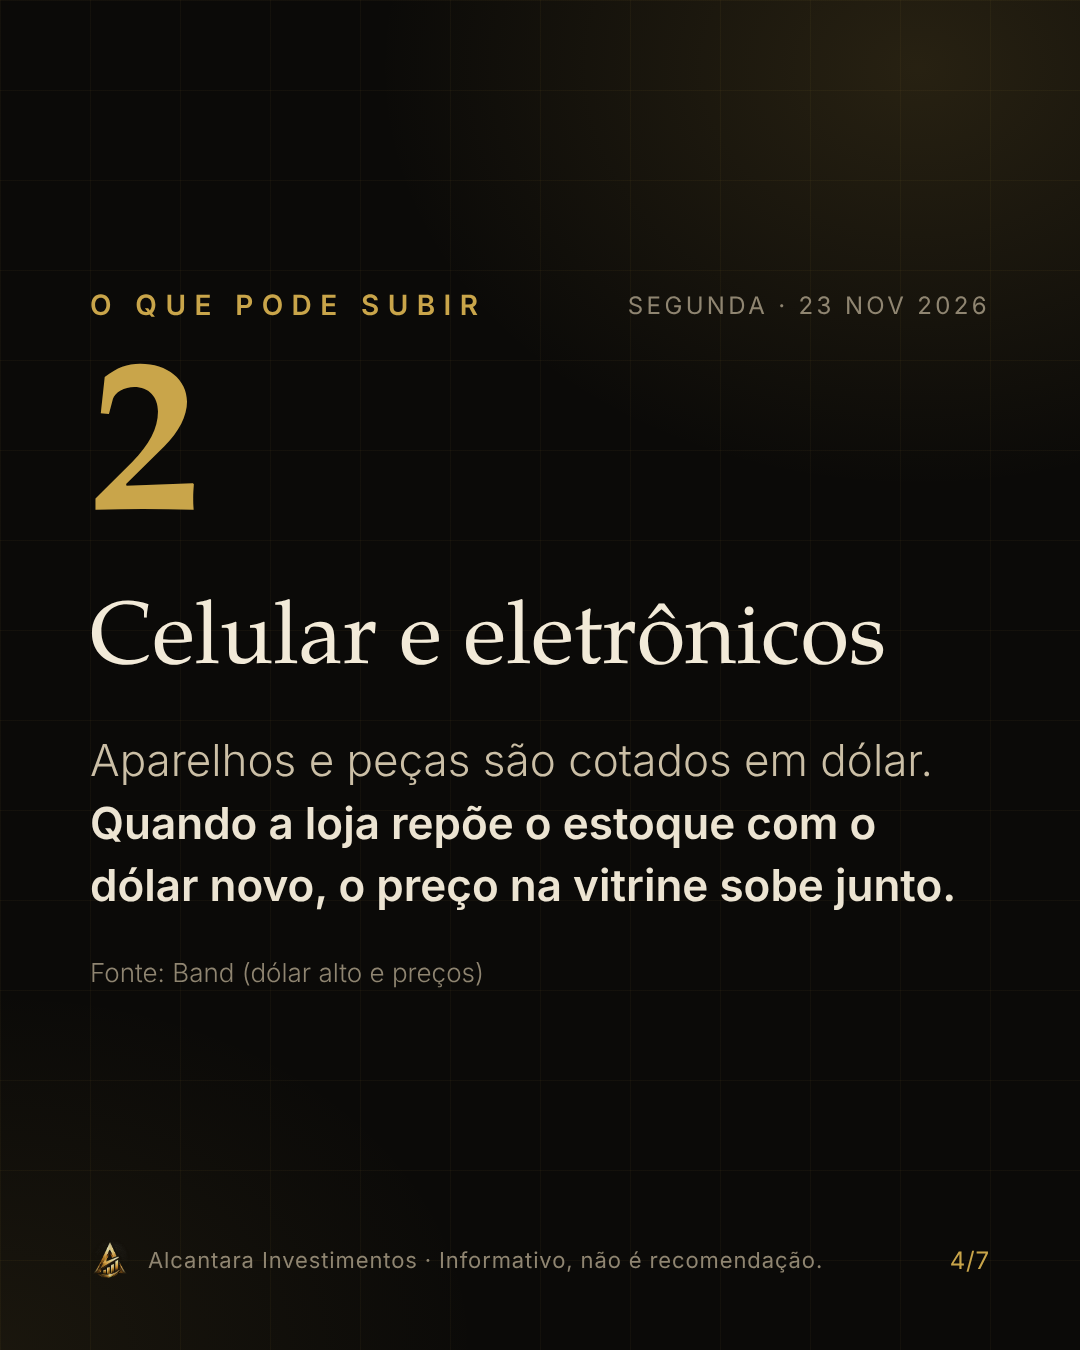 O QUE PODE SUBIR
SEGUNDA · 23 NOV 2026
2
Celular e eletrônicos
Aparelhos e peças são cotados em dólar.
Quando a loja repõe o estoque com o
dólar novo, o preço na vitrine sobe junto.
Fonte: Band (dólar alto e preços)
Alcantara Investimentos · Informativo, não é recomendação.
4/7